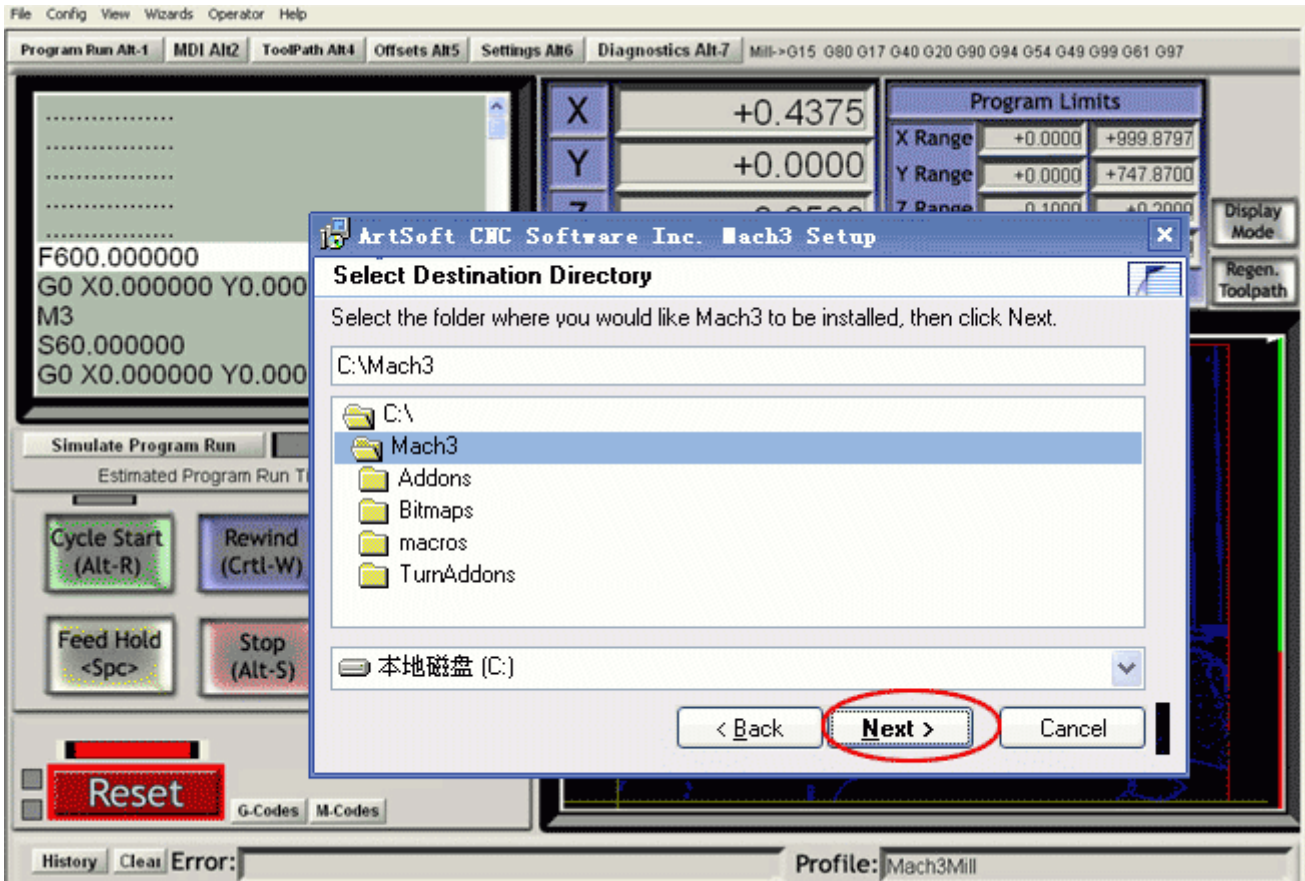 File Config View Wizards Operator Help
Program Run Alt-1 MDI Alt2 ToolPath Alt4 Offsets Alt5 Settings Alt6 Diagnostics Alt-7 Mill->G15 G80 G17 G40 G20 G90 G94 G54 G49 G99 G61 G97
F600.000000
G0 X0.000000 Y0.000
M3
S60.000000
G0 X0.000000 Y0.000
X +0.4375
Y +0.0000
Program Limits
X Range +0.0000 +999.8797
Y Range +0.0000 +747.8700
Z Range
Display
Mode
Regen.
Toolpath
ArtSoft CNC Software Inc. Mach3 Setup
Select Destination Directory
Select the folder where you would like Mach3 to be installed, then click Next.
C:\Mach3
C:\
Mach3
Addons
Bitmaps
macros
TurnAddons
本地磁盘 (C:)
< Back Next > Cancel
Simulate Program Run
Estimated Program Run Ti
Cycle Start
(Alt-R)
Rewind
(Crtl-W)
Feed Hold
<Spc>
Stop
(Alt-S)
Reset
G-Codes M-Codes
History Clear Error: Profile: Mach3Mill